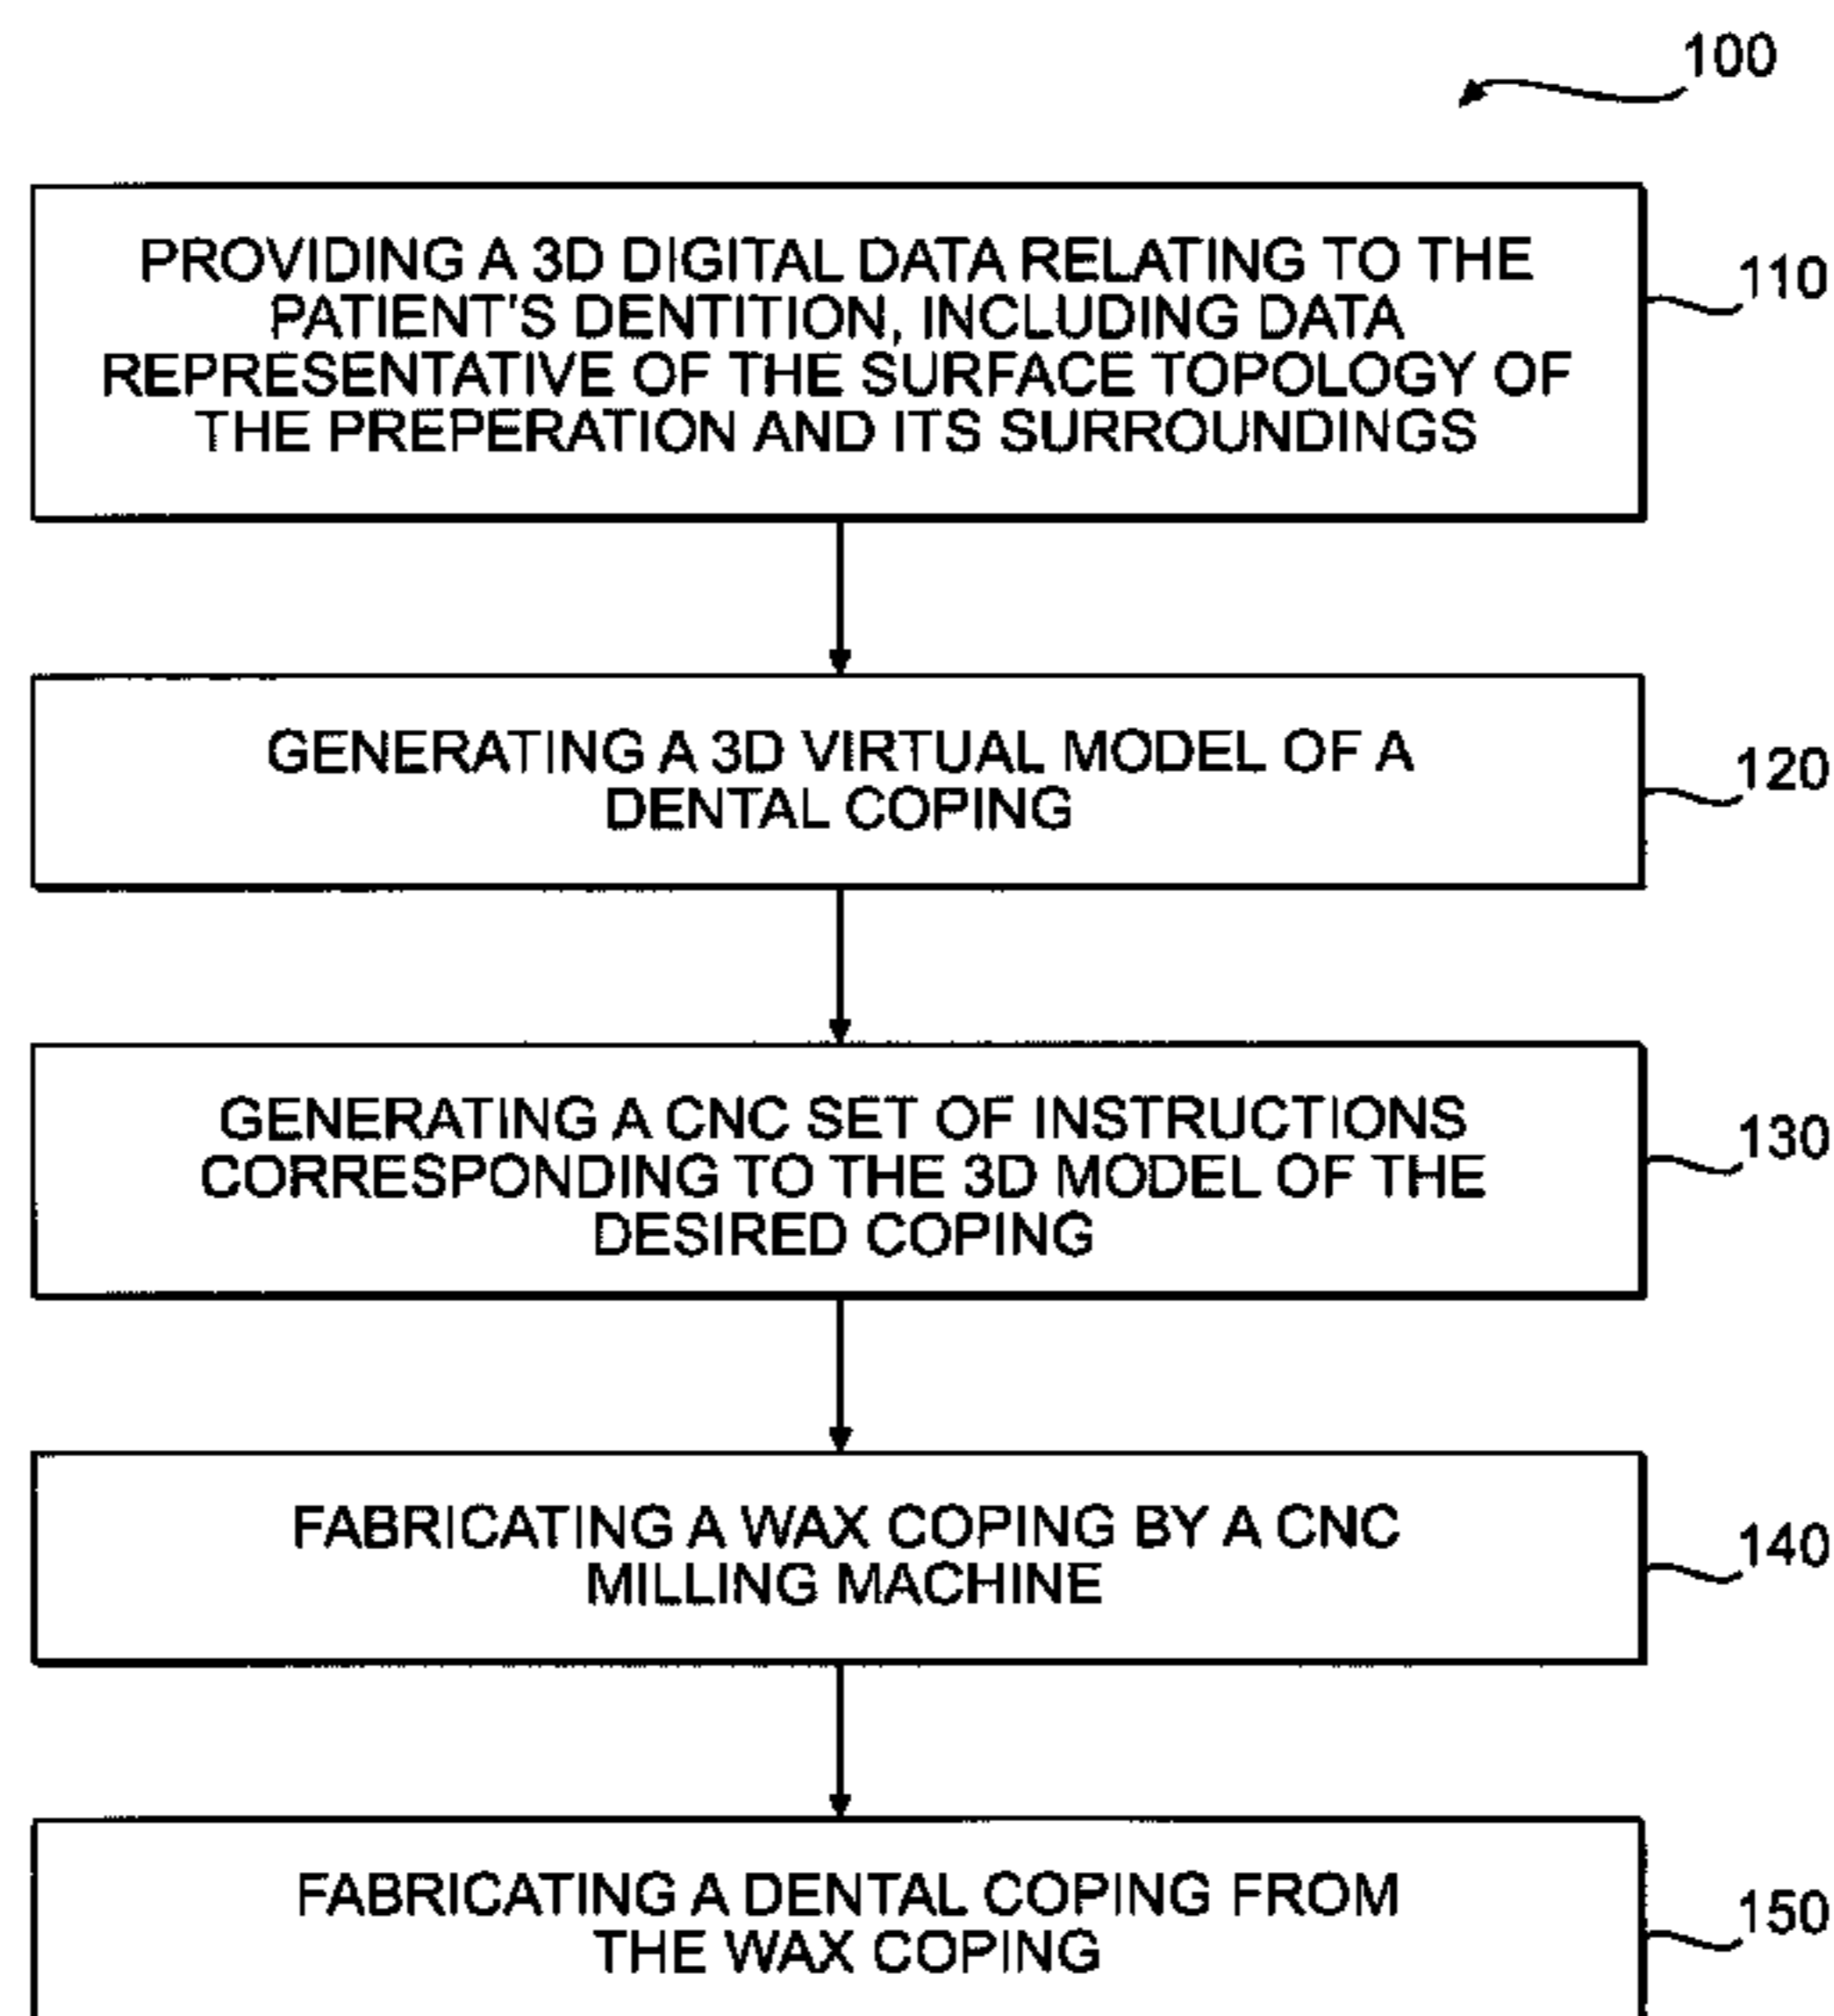 100
PROVIDING A 3D DIGITAL DATA RELATING TO THE
PATIENT'S DENTITION, INCLUDING DATA
REPRESENTATIVE OF THE SURFACE TOPOLOGY OF
THE PREPERATION AND ITS SURROUNDINGS
110
GENERATING A 3D VIRTUAL MODEL OF A
DENTAL COPING
120
GENERATING A CNC SET OF INSTRUCTIONS
CORRESPONDING TO THE 3D MODEL OF THE
DESIRED COPING
130
FABRICATING A WAX COPING BY A CNC
MILLING MACHINE
140
FABRICATING A DENTAL COPING FROM
THE WAX COPING
150